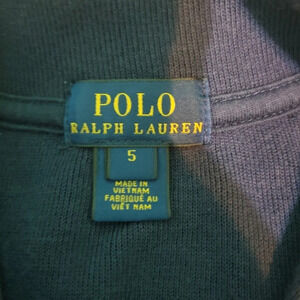 POLO
RALPH LAUREN
5
MADE IN
VIETNAM
FABRIQUÉ AU
VIÊT NAM